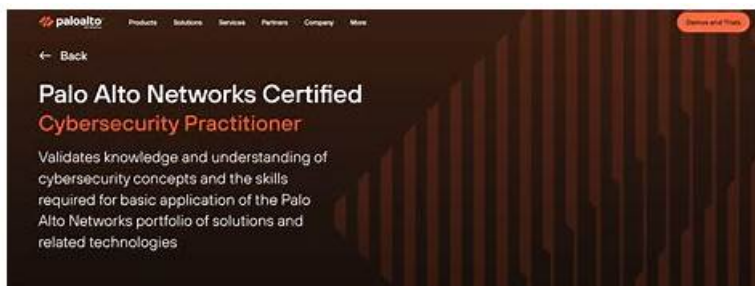 paloalto Products Solutions Services Partners Company More Demos and Trials
← Back
Palo Alto Networks Certified
Cybersecurity Practitioner
Validates knowledge and understanding of
cybersecurity concepts and the skills
required for basic application of the Palo
Alto Networks portfolio of solutions and
related technologies